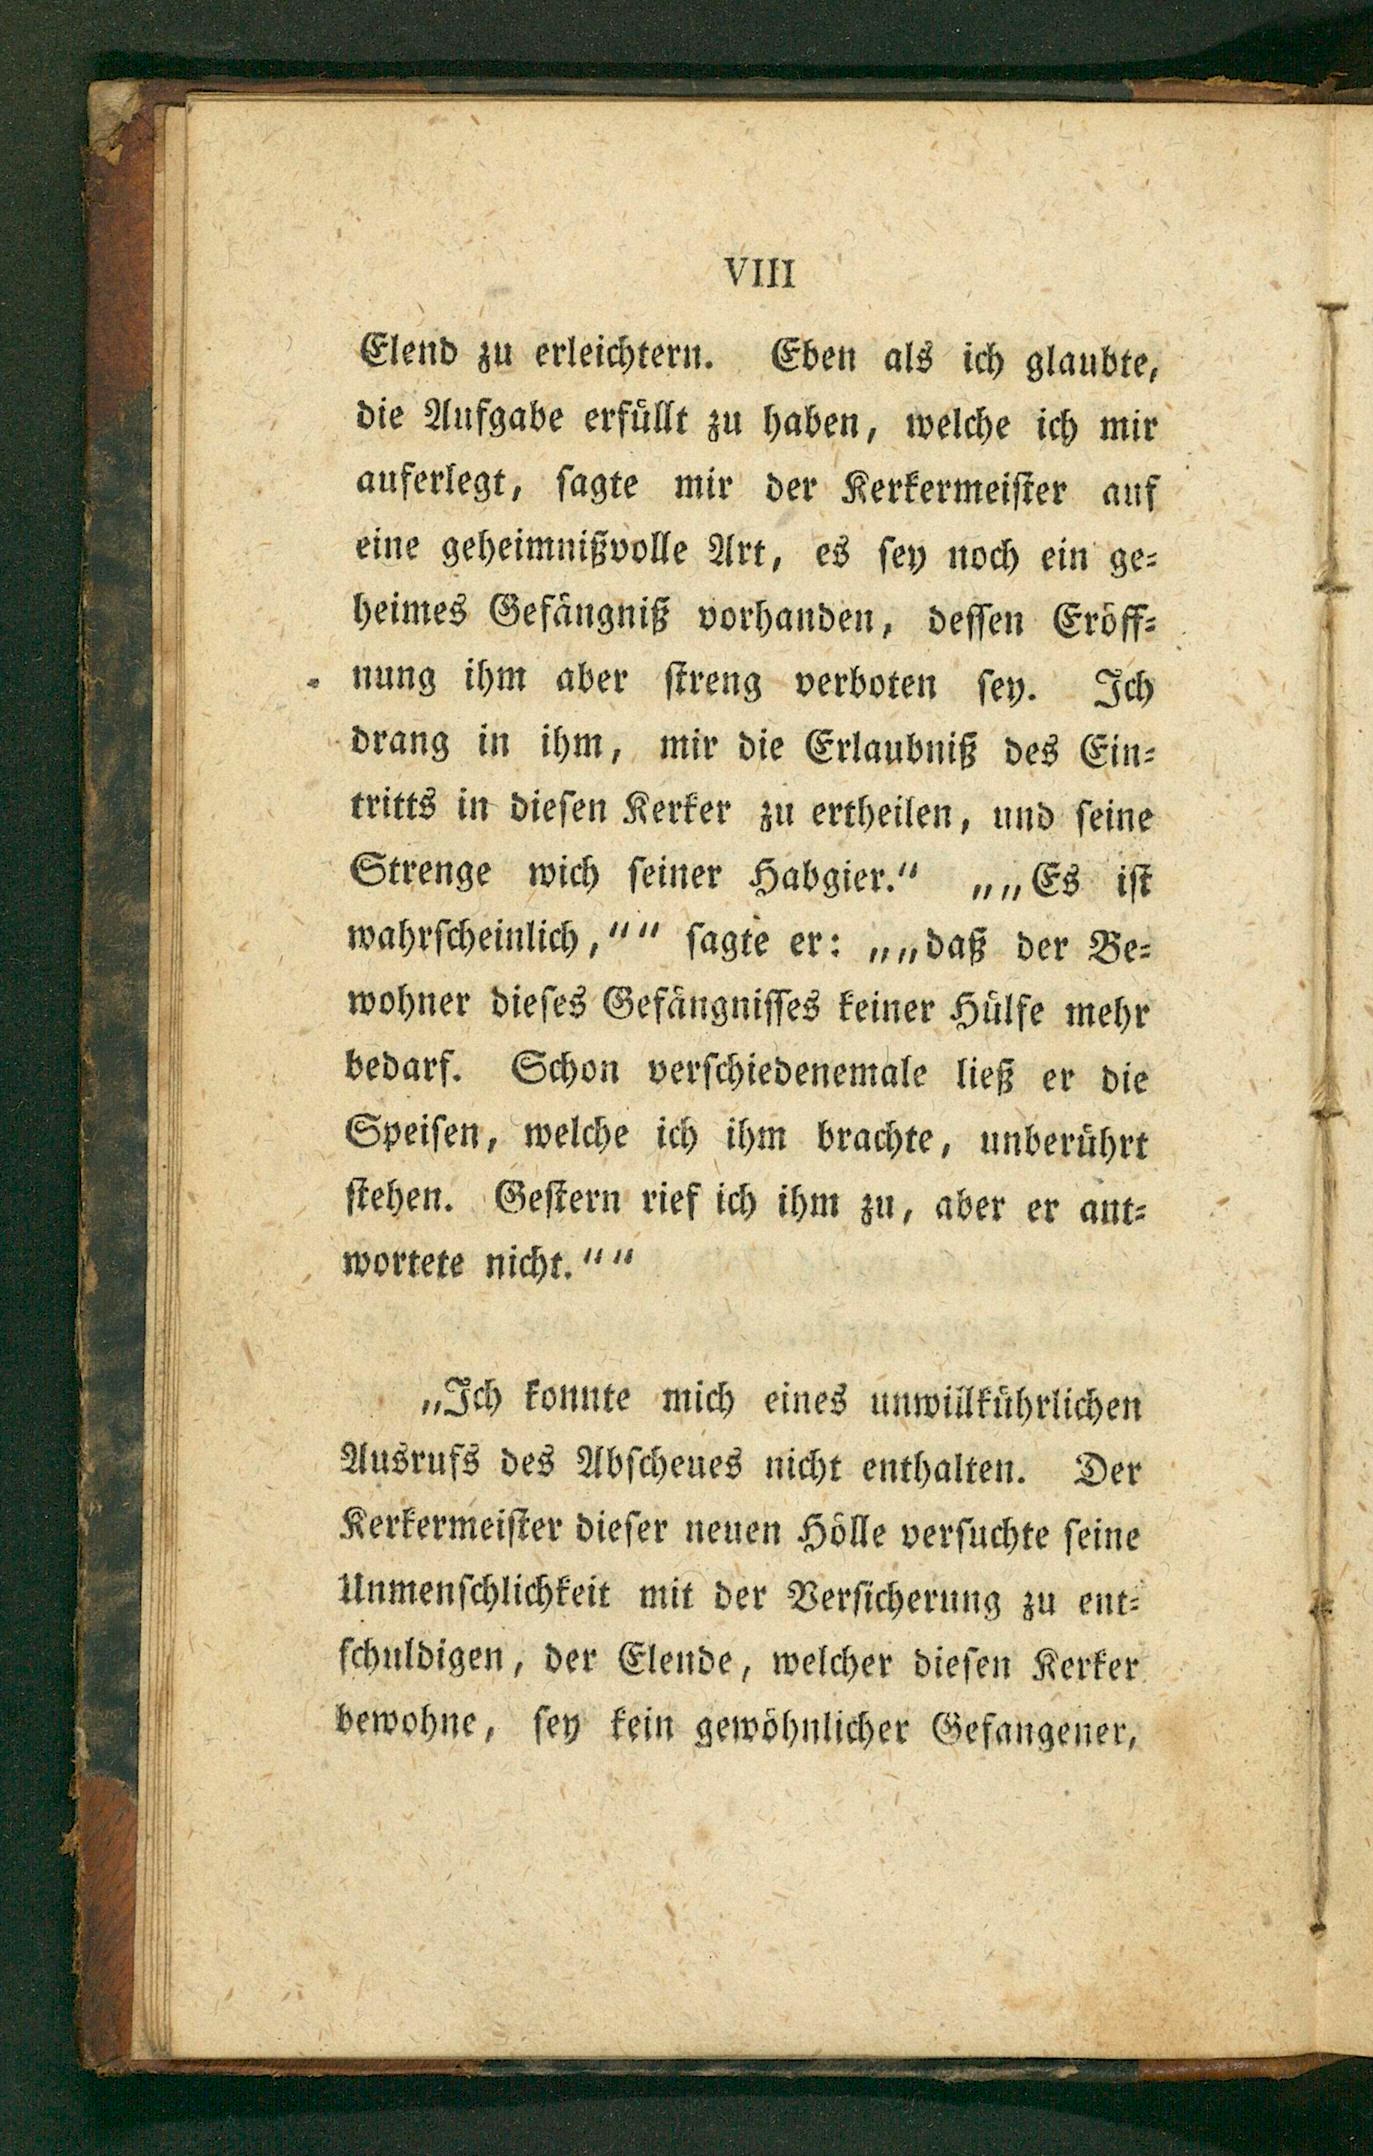 VIII
Elend zu erleichtern. Eben als ich glaubte,
die Aufgabe erfüllt zu haben, welche ich mir
auferlegt, ſagte mir der Kerkermeiſter auf
eine geheimnißvolle Art, es ſey noch ein ge⸗
heimes Gefängniß vorhanden, deſſen Eröff⸗
nung ihm aber ſtreng verboten ſey. Ich
drang in ihm, mir die Erlaubniß des Ein⸗
tritts in dieſen Kerker zu ertheilen, und ſeine
Strenge wich ſeiner Habgier.“ „„Es iſt
wahrſcheinlich,““ ſagte er: „„daß der Be⸗
wohner dieſes Gefängniſſes keiner Hülfe mehr
bedarf. Schon verſchiedenemale ließ er die
Speiſen, welche ich ihm brachte, unberührt
ſtehen. Geſtern rief ich ihm zu, aber er ant⸗
wortete nicht.““
„Ich konnte mich eines unwillkührlichen
Ausrufs des Abſcheues nicht enthalten. Der
Kerkermeiſter dieſer neuen Hölle verſuchte ſeine
Unmenſchlichkeit mit der Verſicherung zu ent⸗
ſchuldigen, der Elende, welcher dieſen Kerker
bewohne, ſey kein gewöhnlicher Gefangener,